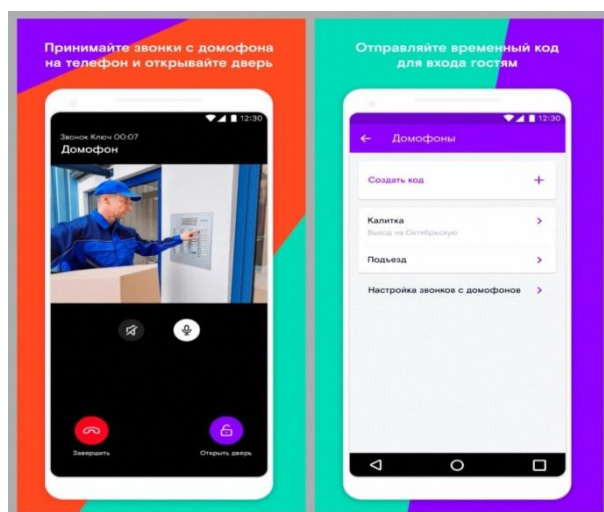 Принимайте звонки с домофона
на телефон и открывайте дверь
12:30
Звонок Ключ 00:07
Домофон
Завершить
Открыть дверь
Отправляйте временный код
для входа гостям
12:30
Домофоны
Создать код
Калитка
Выход на Октябрьскую
Подъезд
Настройка звонков с домофонов